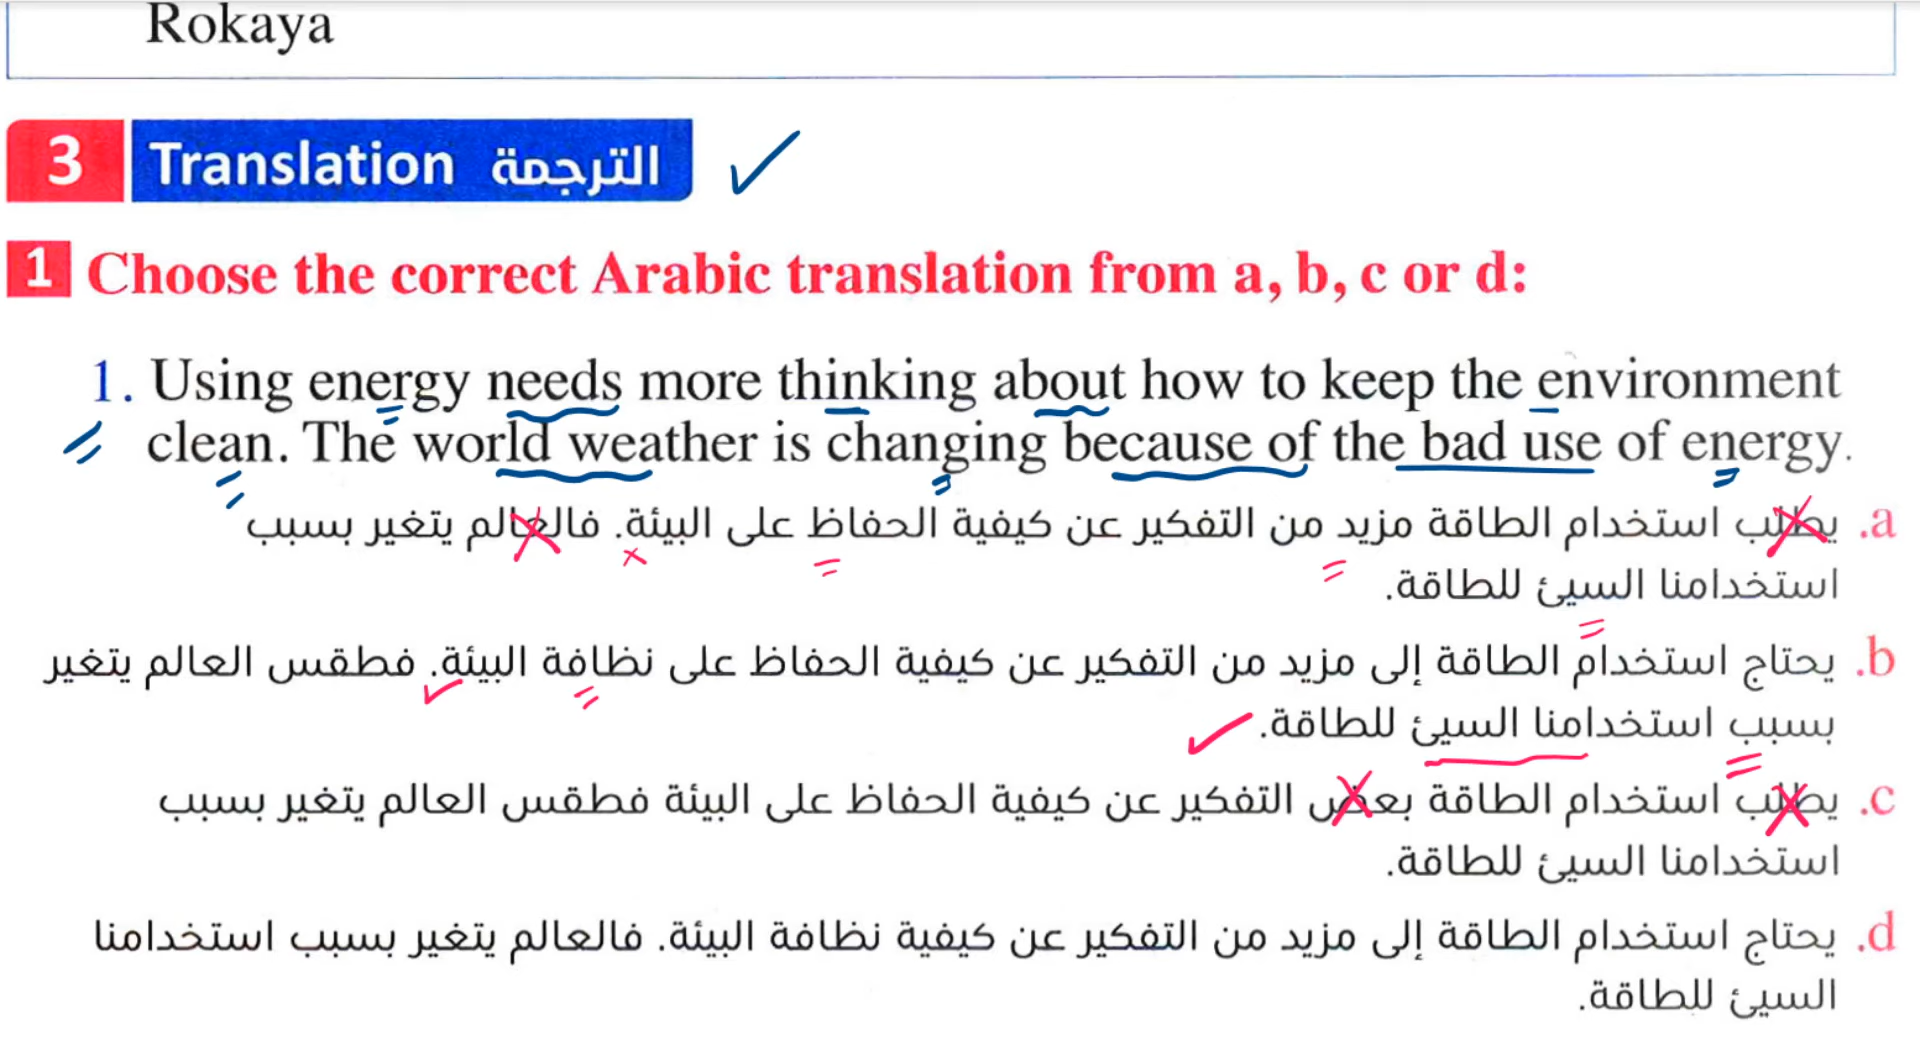 Rokaya
3 Translation الترجمة
1 Choose the correct Arabic translation from a, b, c or d:
1. Using energy needs more thinking about how to keep the environment
clean. The world weather is changing because of the bad use of energy.
a. يطلب استخدام الطاقة مزيد من التفكير عن كيفية الحفاظ على البيئة. فالعالم يتغير بسبب
استخدامنا السيئ للطاقة.
b. يحتاج استخدام الطاقة إلى مزيد من التفكير عن كيفية الحفاظ على نظافة البيئة. فطقس العالم يتغير
بسبب استخدامنا السيئ للطاقة.
c. يطلب استخدام الطاقة بعض التفكير عن كيفية الحفاظ على البيئة فطقس العالم يتغير بسبب
استخدامنا السيئ للطاقة.
d. يحتاج استخدام الطاقة إلى مزيد من التفكير عن كيفية نظافة البيئة. فالعالم يتغير بسبب استخدامنا
السيئ للطاقة.